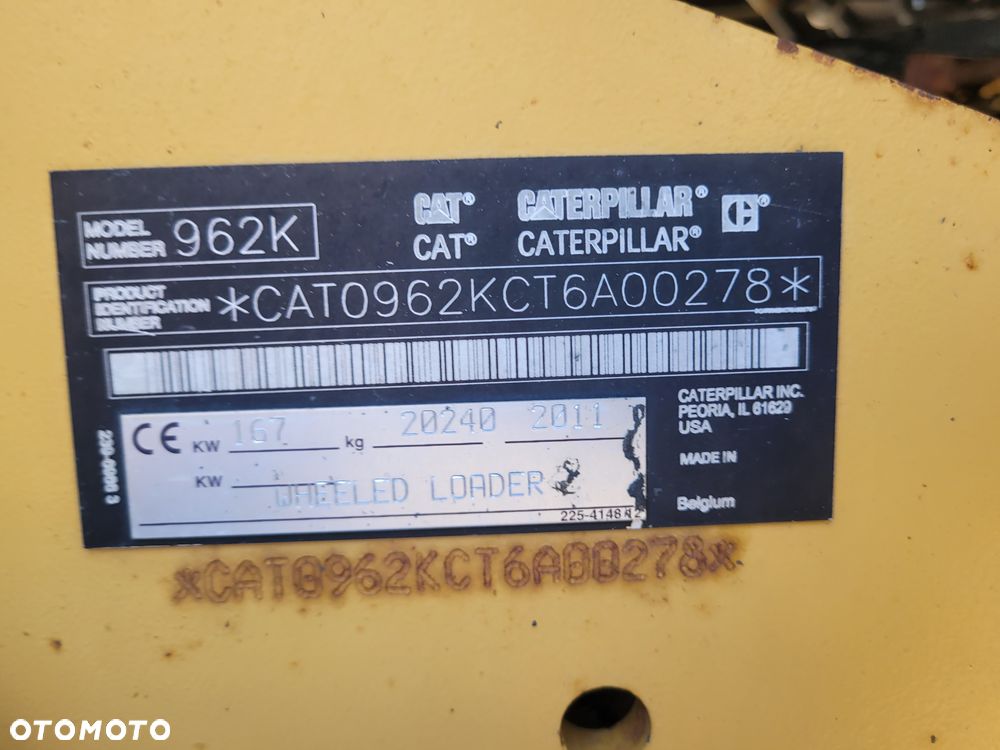 CAT® CATERPILLAR® C®
MODEL NUMBER 962K
CAT® CATERPILLAR®
PRODUCT
IDENTIFICATION
NUMBER
*CAT0962KCT6A00278*
CATERPILLAR INC.
PEORIA, IL 61629
USA
MADE IN
Belgium
CE KW 167 kg 20240 2011
KW
WHEELED LOADER
225-4148
*CAT0962KCT6A00278*
OTOMOTO